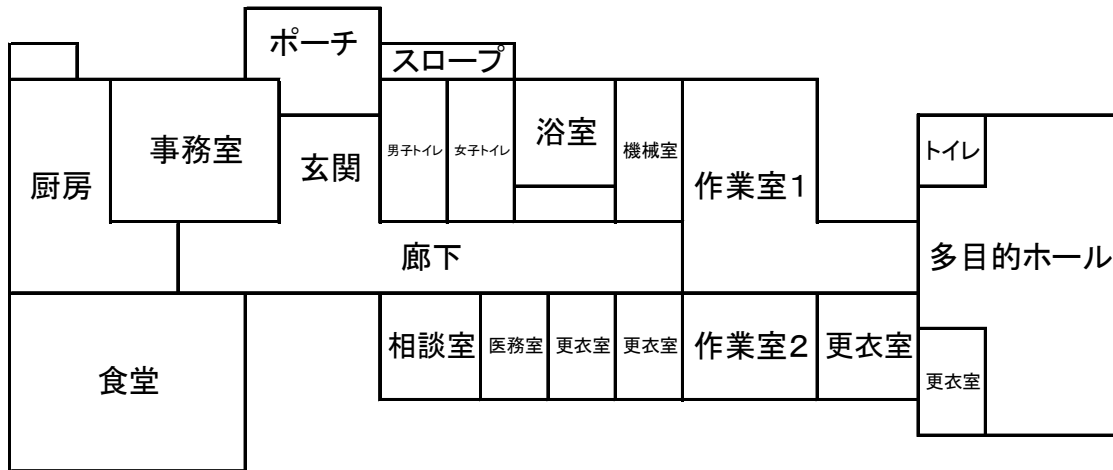 ポーチ
スロープ
厨房
事務室
玄関
男子トイレ
女子トイレ
浴室
機械室
作業室1
トイレ
廊下
多目的ホール
食堂
相談室
医務室
更衣室
更衣室
作業室2
更衣室
更衣室